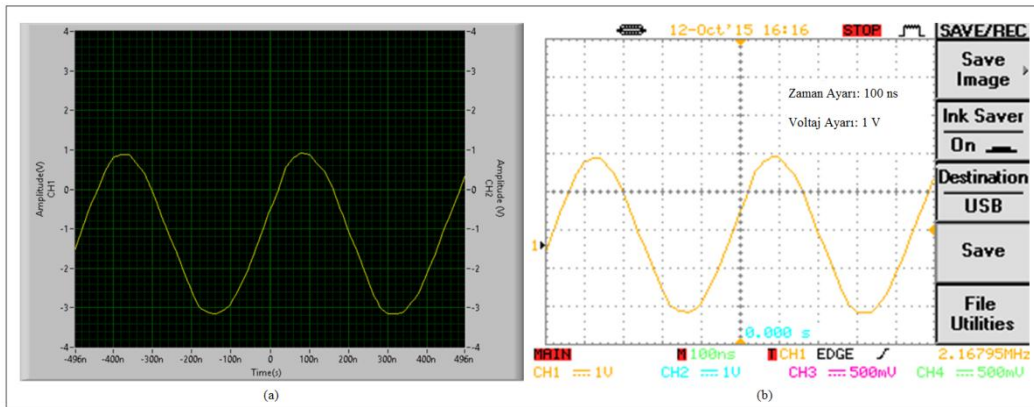 4- -4
3- -3
2- -2
1- -1
0- -0
-1- --1
-2- -2
-3- -3
-4- -4
Amplitude(V)
CH1
Amplitude (V)
CH2
-496n -400n -300n -200n -100n 0 100n 200n 300n 400n 496n
Time(s)
(a)
12-Oct'15 16:16 STOP SAVE/REC
Save
Image
Zaman Ayarı: 100 ns
Voltaj Ayarı: 1 V
Ink Saver
On
Destination
USB
Save
File
Utilities
1
0.000 s
MAIN M 100ns T CH1 EDGE 2.16795MHz
CH1 1V CH2 1V CH3 500mV CH4 500mV
(b)